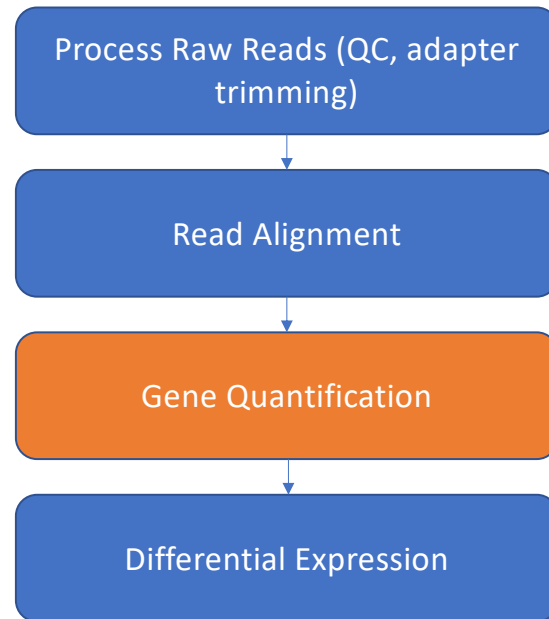 Process Raw Reads (QC, adapter
trimming)
Read Alignment
Gene Quantification
Differential Expression